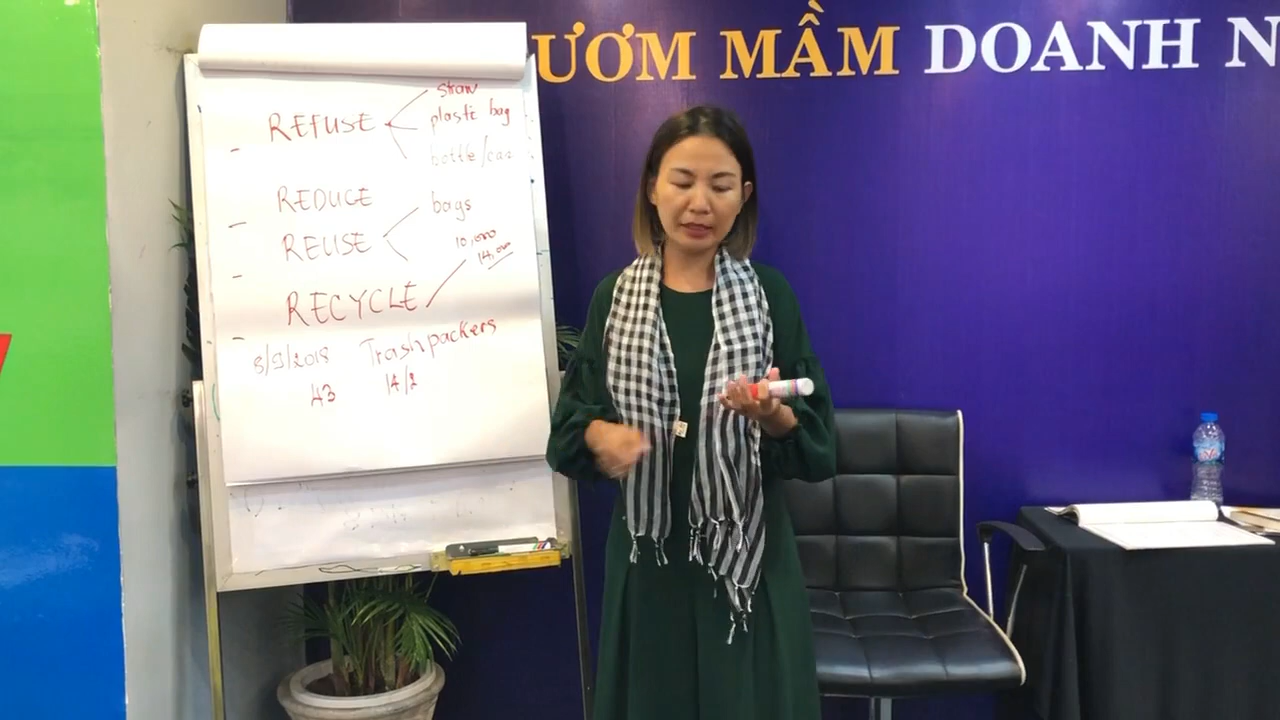 ƯƠM MẦM DOANH N
REFUSE
straw
plastic bag
bottle/can
REDUCE
REUSE
bags
RECYCLE
10,000
14,000
8/9/2018 Trashpackers
43 14/2